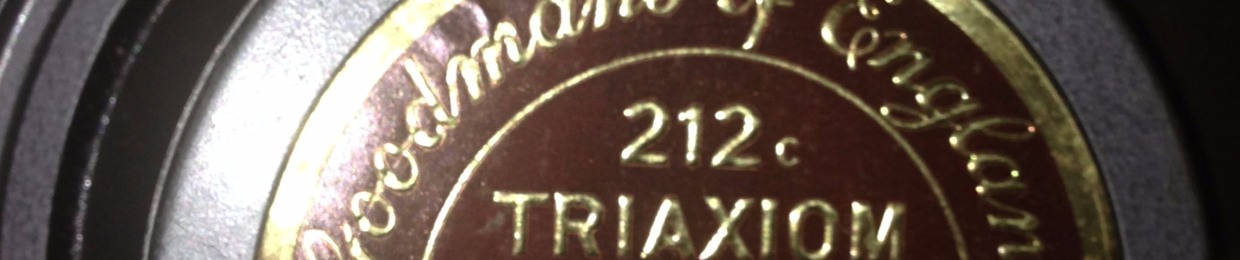 Goodmans of England
212c
TRIAXIOM